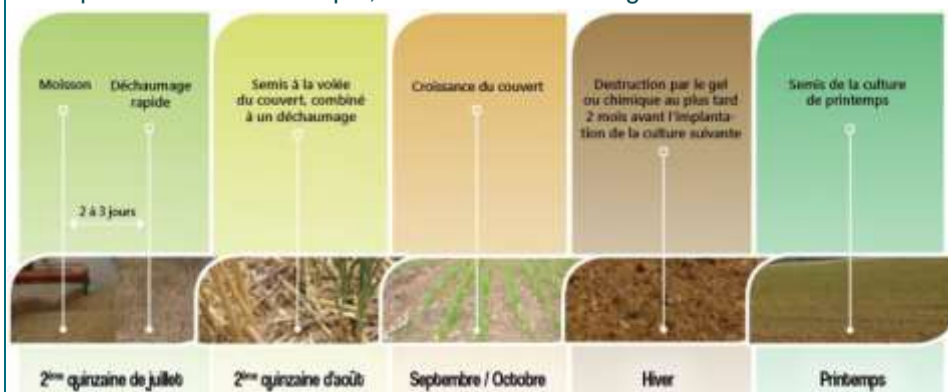 Moisson
Déchaumage
rapide
2 à 3 jours
Semis à la volée
du couvert, combiné
à un déchaumage
Croissance du couvert
Destruction par le gel
ou chimique au plus tard
2 mois avant l'implanta-
tion de la culture suivante
Semis de la culture
de printemps
2ème quinzaine de juillet
2ème quinzaine d'août
Septembre / Octobre
Hiver
Printemps